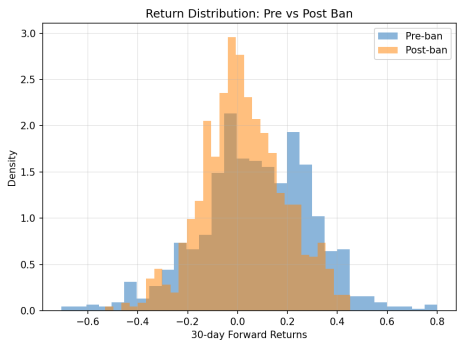 Return Distribution: Pre vs Post Ban
Pre-ban
Post-ban
Density
3.0
2.5
2.0
1.5
1.0
0.5
0.0
−0.6 −0.4 −0.2 0.0 0.2 0.4 0.6 0.8
30-day Forward Returns